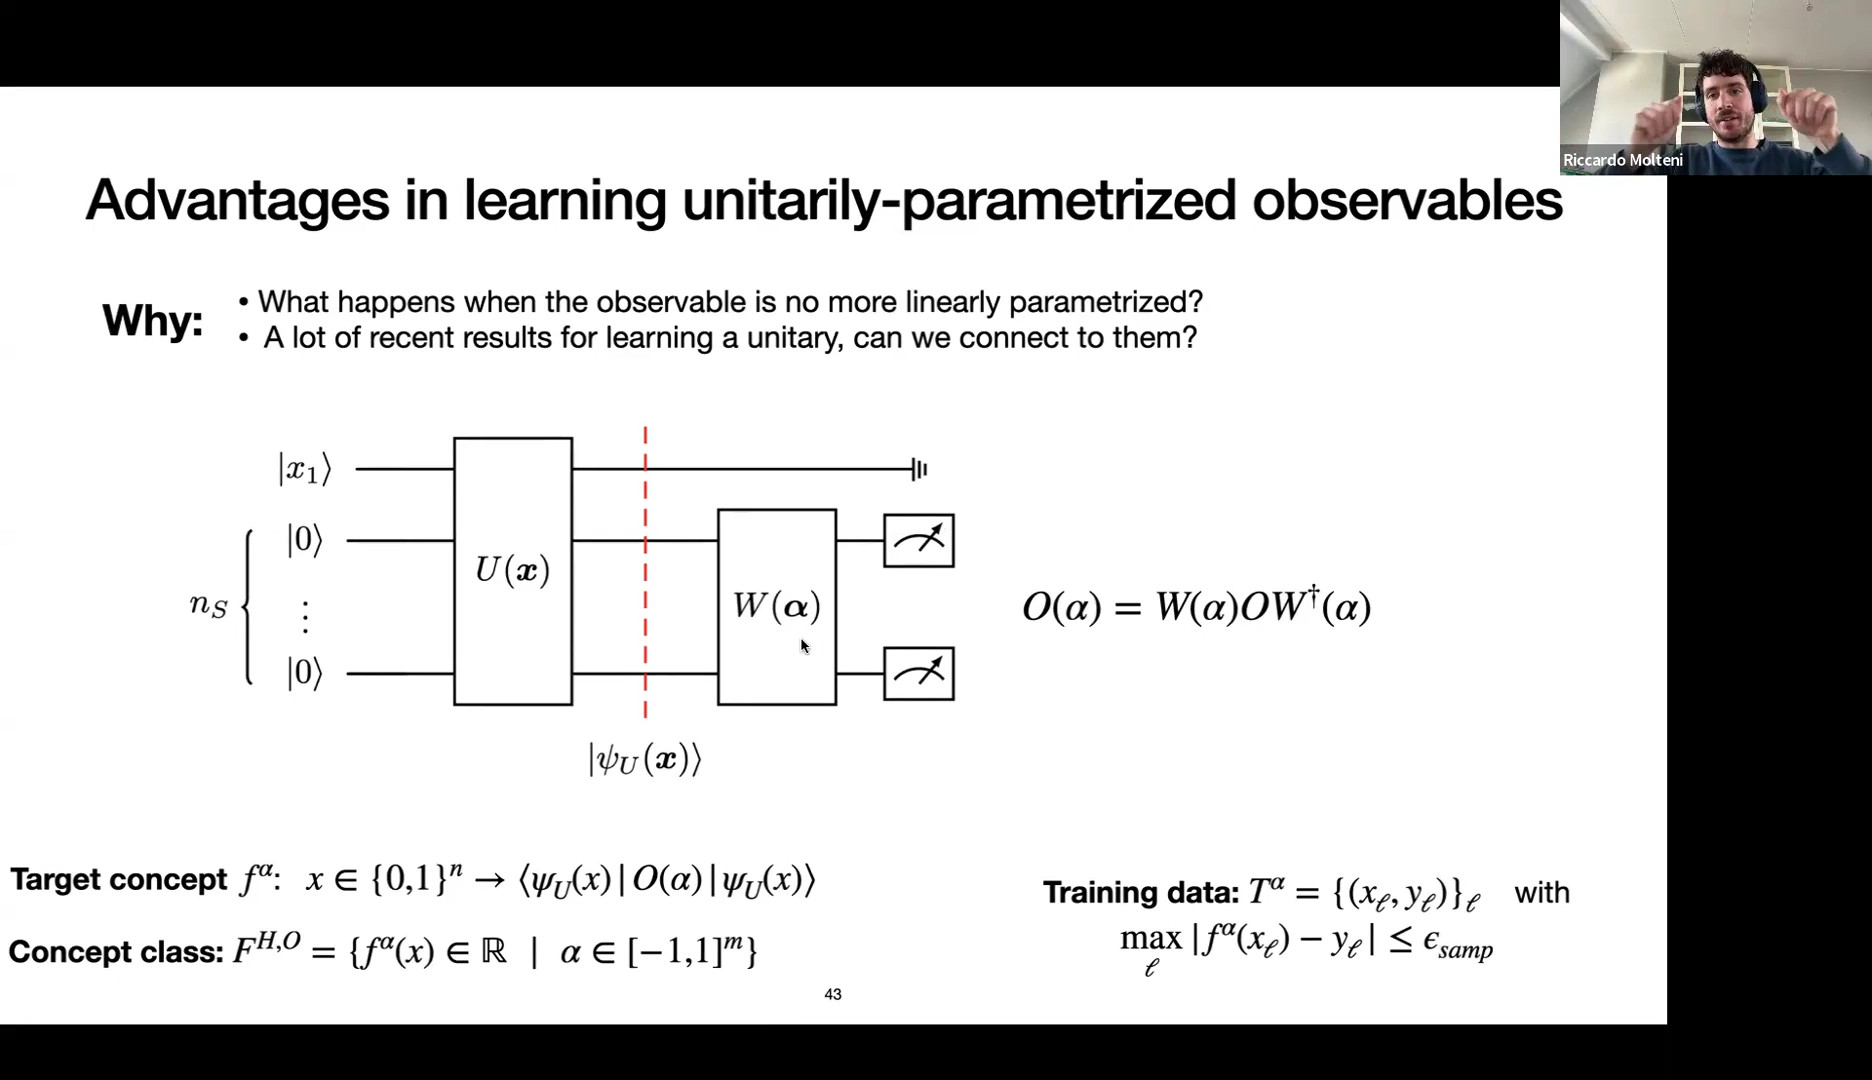 Riccardo Molteni
Advantages in learning unitarily-parametrized observables
Why:
• What happens when the observable is no more linearly parametrized?
• A lot of recent results for learning a unitary, can we connect to them?
|x₁⟩
|0⟩
⋮
|0⟩
n_S {
U(𝒙)
W(𝜶)
|ψ_U(𝒙)⟩
O(α) = W(α)OW†(α)
Target concept f^α: x ∈ {0,1}ⁿ → ⟨ψ_U(x)|O(α)|ψ_U(x)⟩
Concept class: F^{H,O} = {f^α(x) ∈ ℝ | α ∈ [−1,1]^m}
Training data: T^α = {(x_ℓ, y_ℓ)}_ℓ with
max_ℓ |f^α(x_ℓ) − y_ℓ| ≤ ϵ_samp
43